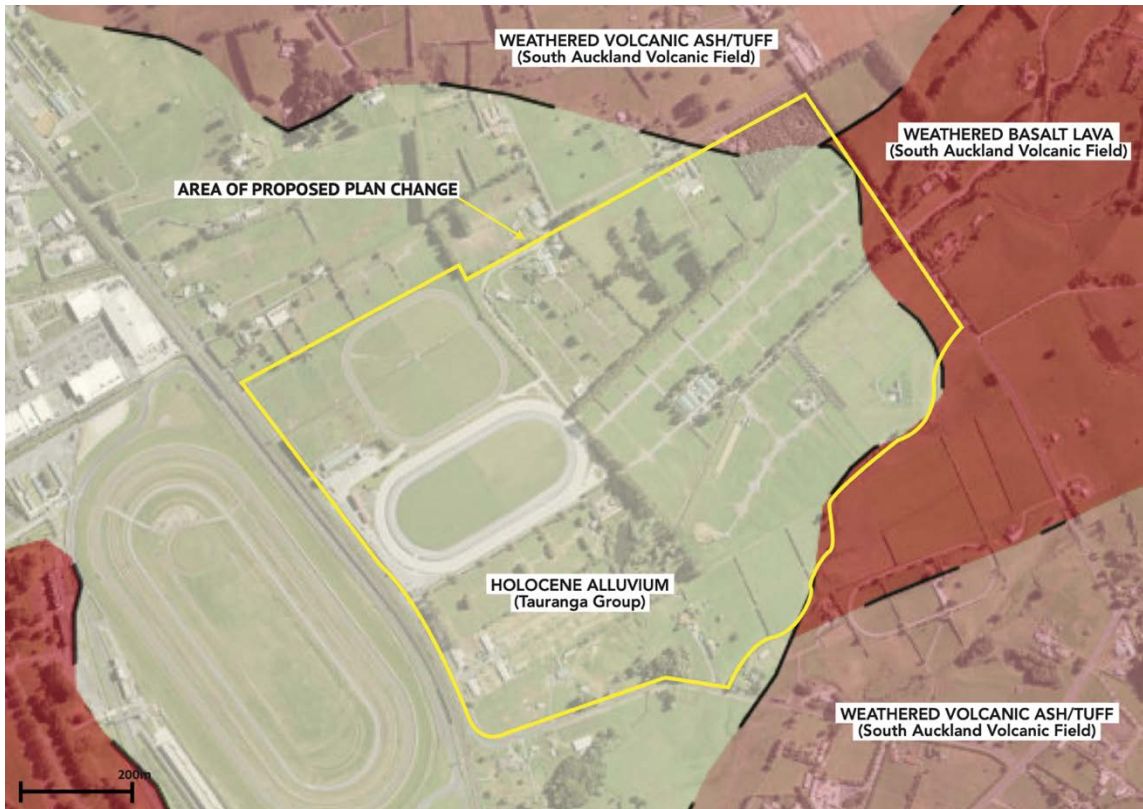 WEATHERED VOLCANIC ASH/TUFF
(South Auckland Volcanic Field)
WEATHERED BASALT LAVA
(South Auckland Volcanic Field)
AREA OF PROPOSED PLAN CHANGE
HOLOCENE ALLUVIUM
(Tauranga Group)
WEATHERED VOLCANIC ASH/TUFF
(South Auckland Volcanic Field)
200m